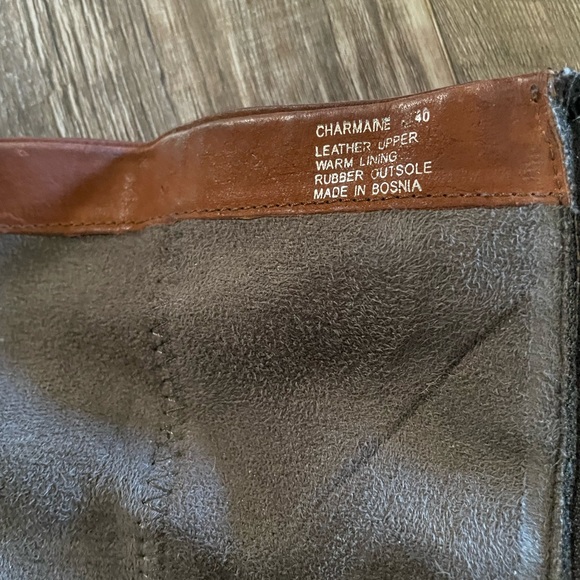 CHARMAINE 40
LEATHER UPPER
WARM LINING
RUBBER OUTSOLE
MADE IN BOSNIA